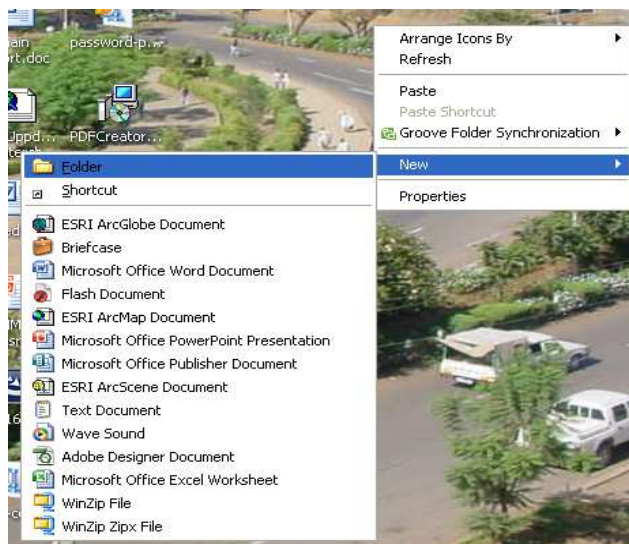 password-p...
rt.doc
PDFCreator...
Arrange Icons By
Refresh
Paste
Paste Shortcut
Groove Folder Synchronization
New
Properties
Folder
Shortcut
ESRI ArcGlobe Document
Briefcase
Microsoft Office Word Document
Flash Document
ESRI ArcMap Document
Microsoft Office PowerPoint Presentation
Microsoft Office Publisher Document
ESRI ArcScene Document
Text Document
Wave Sound
Adobe Designer Document
Microsoft Office Excel Worksheet
WinZip File
WinZip Zipx File